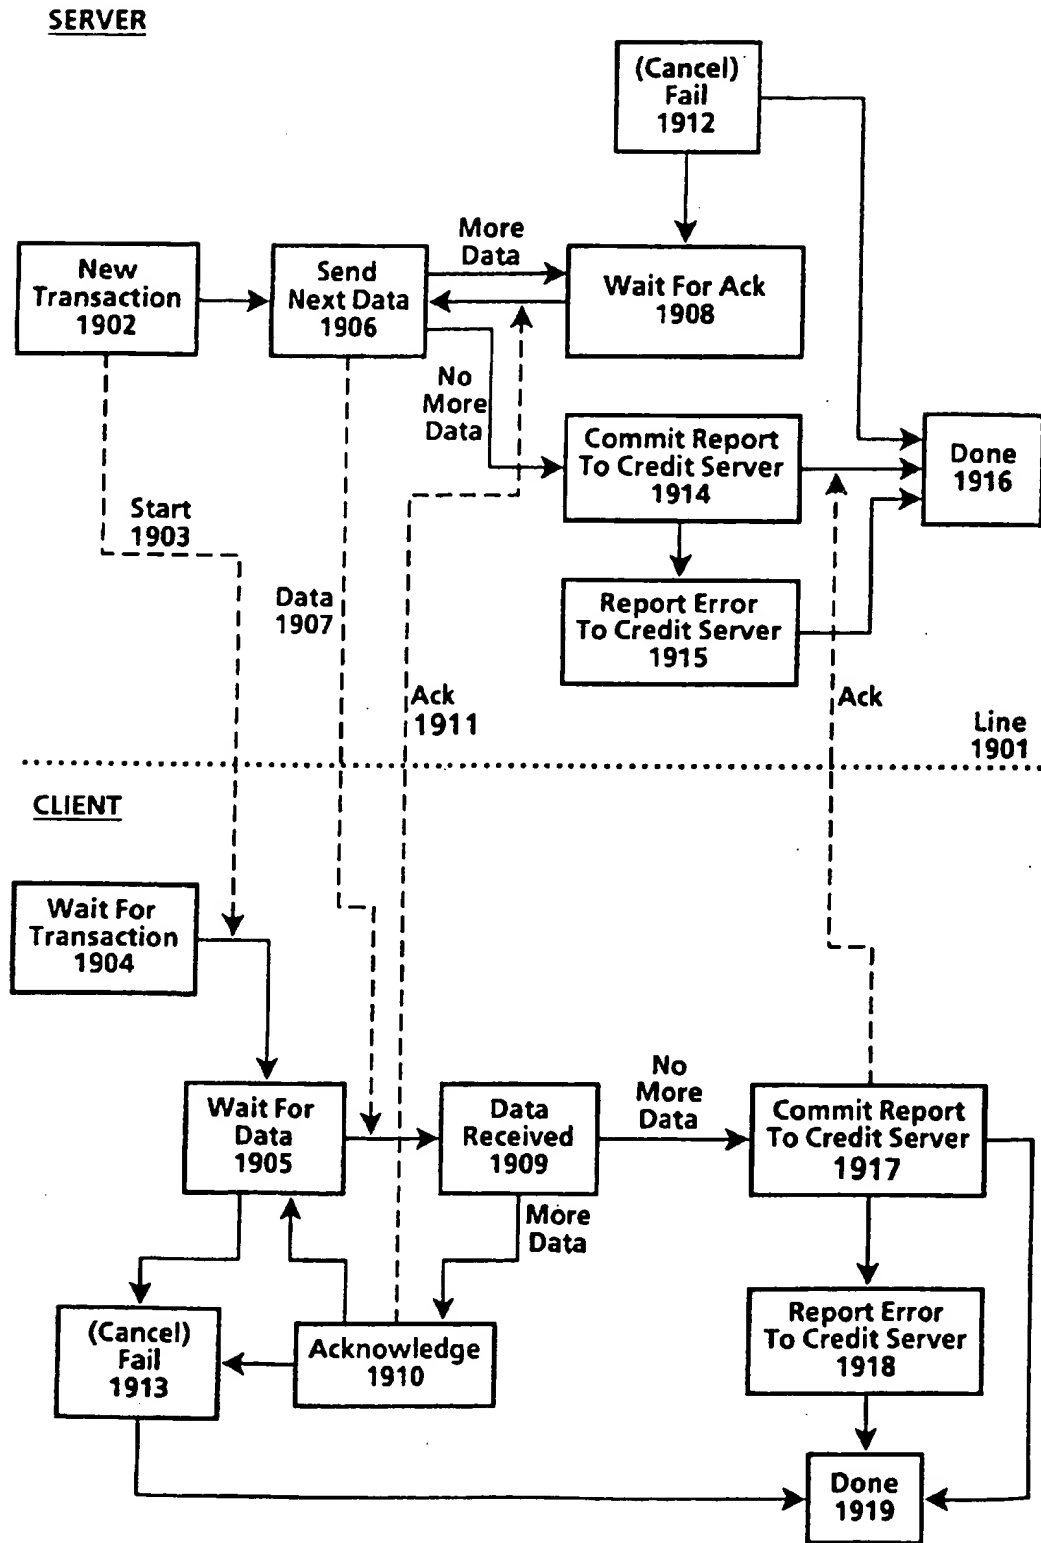 SERVER
(Cancel)
Fail
1912
New
Transaction
1902
Send
Next Data
1906
More
Data
Wait For Ack
1908
No
More
Data
Commit Report
To Credit Server
1914
Done
1916
Start
1903
Data
1907
Report Error
To Credit Server
1915
Ack
1911
Ack
Line
1901
CLIENT
Wait For
Transaction
1904
Wait For
Data
1905
Data
Received
1909
No
More
Data
Commit Report
To Credit Server
1917
More
Data
(Cancel)
Fail
1913
Acknowledge
1910
Report Error
To Credit Server
1918
Done
1919